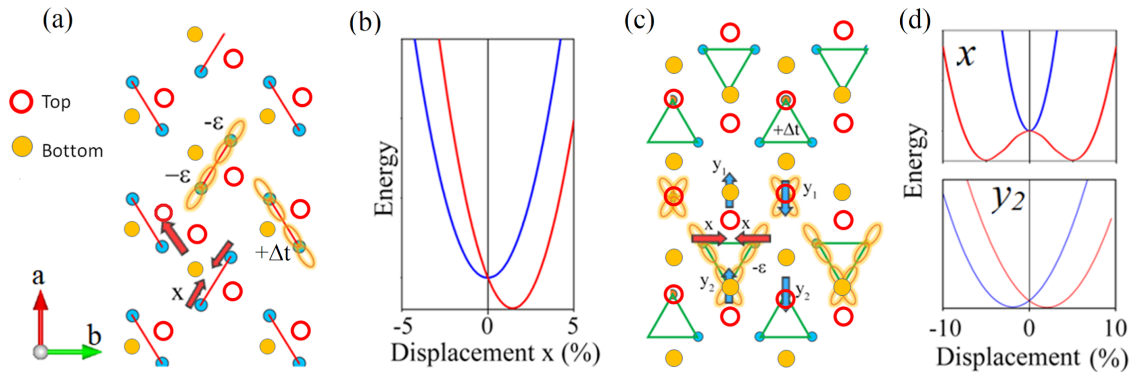 (a)
Top
Bottom
-ε
–ε
+Δt
x
a
b
(b)
Energy
-5
0
5
Displacement x (%)
(c)
+Δt
y1
y1
x
x
-ε
y2
y2
(d)
Energy
x
y2
-10
0
10
Displacement (%)